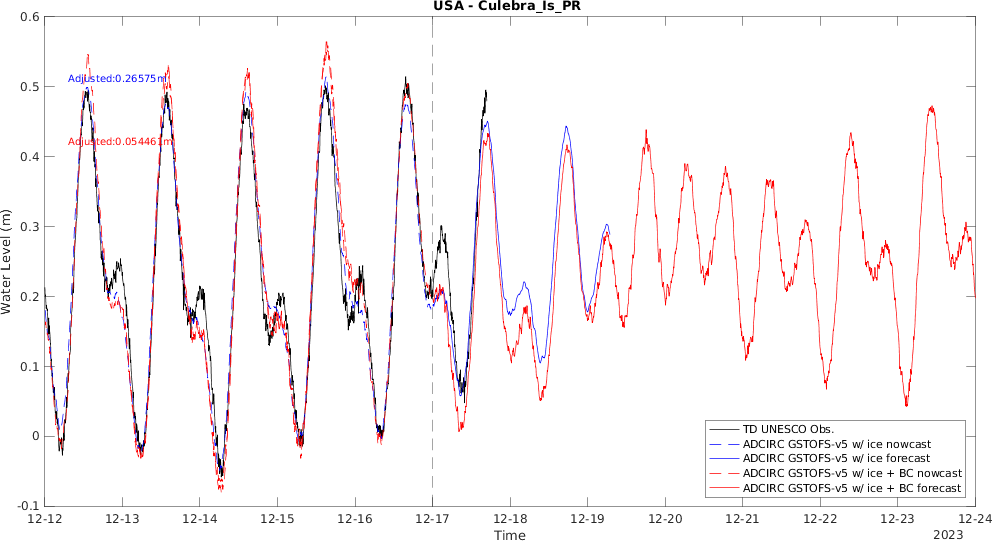 USA - Culebra_Is_PR
0.6
0.5
0.4
0.3
0.2
0.1
0
-0.1
Water Level (m)
Adjusted:0.26575m
Adjusted:0.054461m
TD UNESCO Obs.
ADCIRC GSTOFS-v5 w/ ice nowcast
ADCIRC GSTOFS-v5 w/ ice forecast
ADCIRC GSTOFS-v5 w/ ice + BC nowcast
ADCIRC GSTOFS-v5 w/ ice + BC forecast
12-12 12-13 12-14 12-15 12-16 12-17 12-18 12-19 12-20 12-21 12-22 12-23 12-24
Time
2023